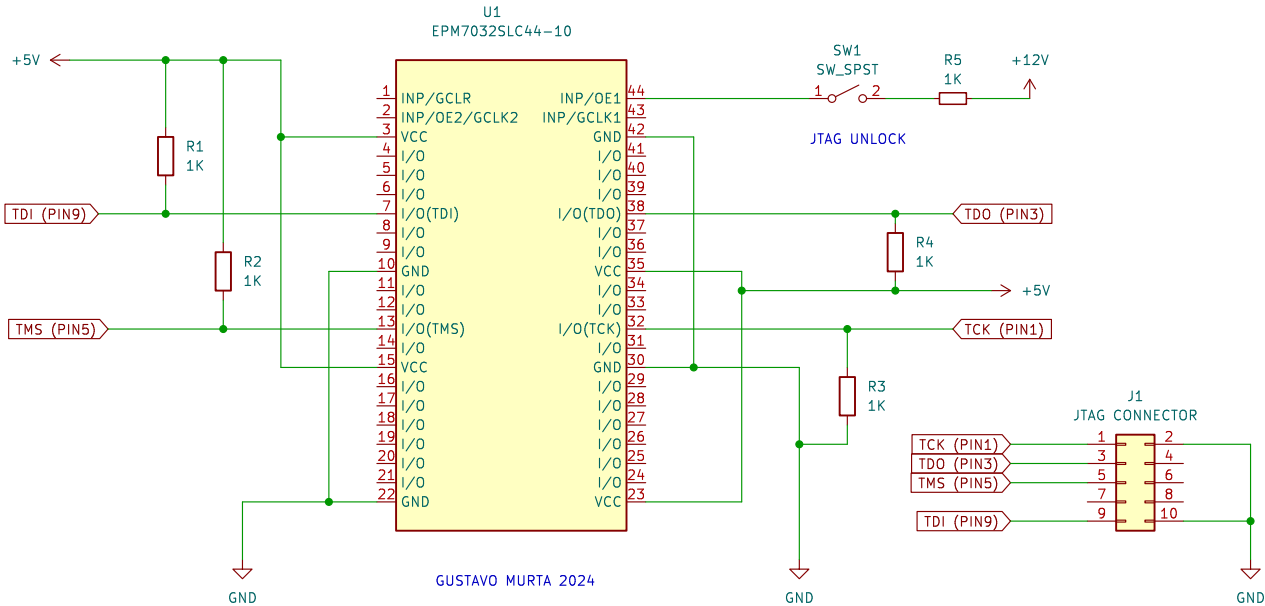 U1
EPM7032SLC44-10
+5V
SW1
SW_SPST
R5
1K
+12V
1 2
JTAG UNLOCK
1 INP/GCLR INP/OE1 44
2 INP/OE2/GCLK2 INP/GCLK1 43
3 VCC GND 42
4 I/O I/O 41
5 I/O I/O 40
6 I/O I/O 39
7 I/O(TDI) I/O(TDO) 38
8 I/O I/O 37
9 I/O I/O 36
10 GND VCC 35
11 I/O I/O 34
12 I/O I/O 33
13 I/O(TMS) I/O(TCK) 32
14 I/O I/O 31
15 VCC GND 30
16 I/O I/O 29
17 I/O I/O 28
18 I/O I/O 27
19 I/O I/O 26
20 I/O I/O 25
21 I/O I/O 24
22 GND VCC 23
R1
1K
TDI (PIN9)
R2
1K
TMS (PIN5)
TDO (PIN3)
R4
1K
+5V
TCK (PIN1)
R3
1K
J1
JTAG CONNECTOR
TCK (PIN1) 1 2
TDO (PIN3) 3 4
TMS (PIN5) 5 6
7 8
TDI (PIN9) 9 10
GUSTAVO MURTA 2024
GND
GND
GND